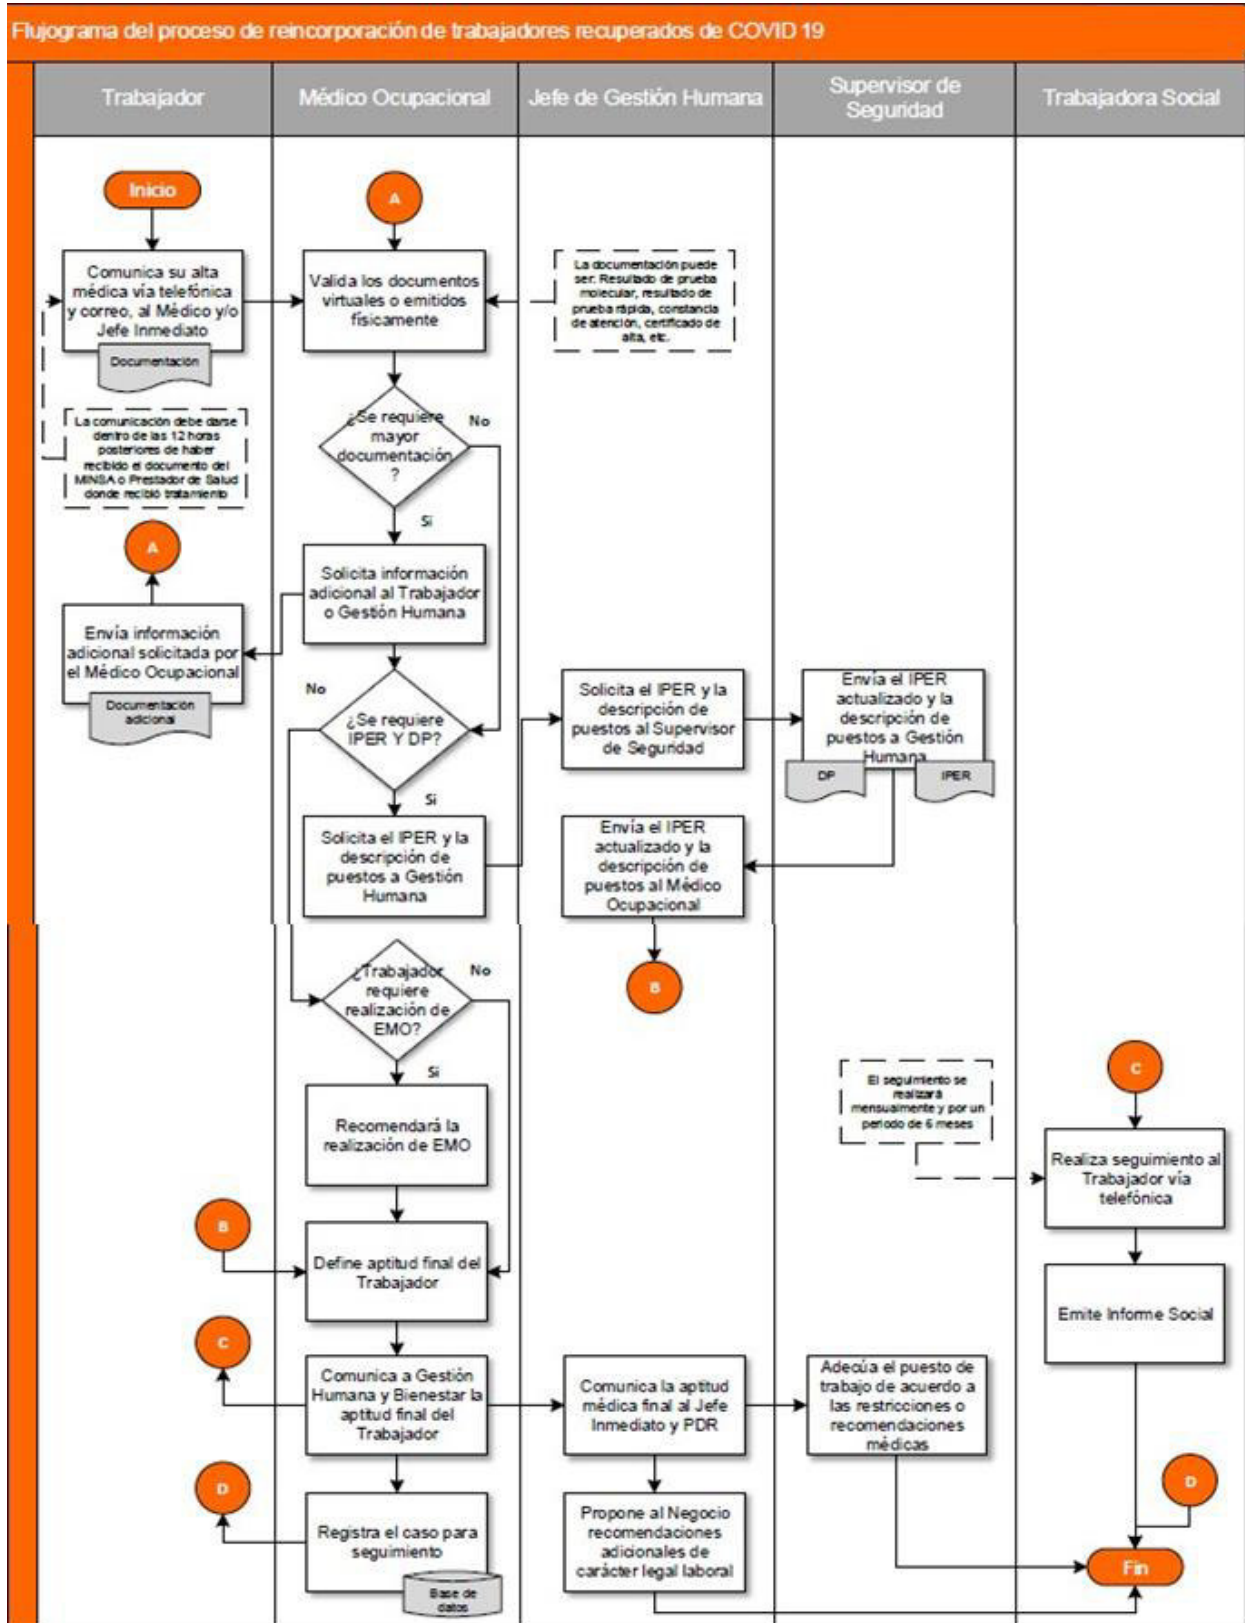 Flujograma del proceso de reincorporación de trabajadores recuperados de COVID 19
Trabajador
Médico Ocupacional
Jefe de Gestión Humana
Supervisor de
Seguridad
Trabajadora Social
Inicio
A
Comunica su alta
médica vía telefónica
y correo, al Médico y/o
Jefe Inmediato
Documentación
Valida los documentos
virtuales o emitidos
físicamente
La documentación puede
ser: Resultado de prueba
molecular, resultado de
prueba rápida, constancia
de atención, certificado de
alta, etc.
La comunicación debe darse
dentro de las 12 horas
posteriores de haber
recibido el documento del
MINSA o Prestador de Salud
donde recibió tratamiento
¿Se requiere
mayor
documentación
?
No
Sí
A
Solicita información
adicional al Trabajador
o Gestión Humana
Envía información
adicional solicitada por
el Médico Ocupacional
Documentación
adicional
No
¿Se requiere
IPER Y DP?
Si
Solicita el IPER y la
descripción de
puestos al Supervisor
de Seguridad
Envía el IPER
actualizado y la
descripción de
puestos a Gestión
Humana
DP
IPER
Solicita el IPER y la
descripción de
puestos a Gestión
Humana
Envía el IPER
actualizado y la
descripción de
puestos al Médico
Ocupacional
B
¿Trabajador
requiere
realización de
EMO?
No
Si
Recomendará la
realización de EMO
El seguimiento se
realizará
mensualmente y por un
periodo de 6 meses
C
Realiza seguimiento al
Trabajador vía
telefónica
B
Define aptitud final del
Trabajador
Emite Informe Social
C
Comunica a Gestión
Humana y Bienestar la
aptitud final del
Trabajador
Comunica la aptitud
médica final al Jefe
Inmediato y PDR
Adecúa el puesto de
trabajo de acuerdo a
las restricciones o
recomendaciones
médicas
D
Registra el caso para
seguimiento
Base de
datos
Propone al Negocio
recomendaciones
adicionales de
carácter legal laboral
D
Fin